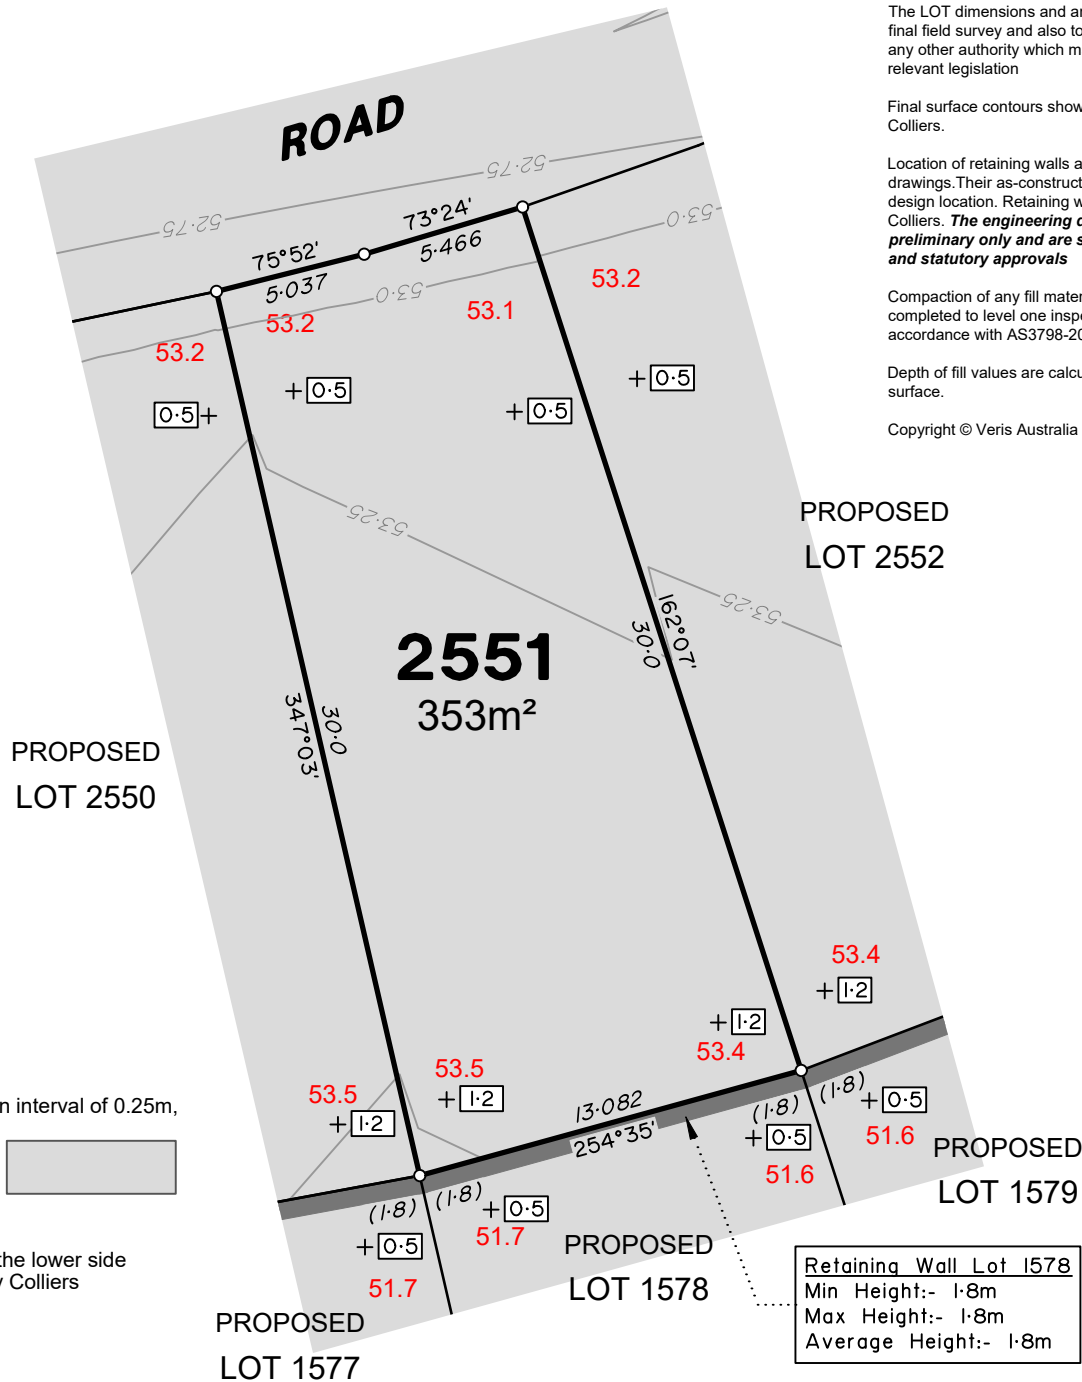 The LOT dimensions and ar
final field survey and also to
any other authority which m
relevant legislation
Final surface contours show
Colliers.
Location of retaining walls a
drawings.Their as-construct
design location. Retaining w
Colliers. The engineering d
preliminary only and are s
and statutory approvals
Compaction of any fill mater
completed to level one inspe
accordance with AS3798-20
Depth of fill values are calcu
surface.
Copyright © Veris Australia
ROAD
52·75
52·75
73°24'
5·466
53·0
75°52'
5·037
53·0
53.2
53.2
53.1
53.2
0·5
0·5
0·5
0·5
53·25
PROPOSED
LOT 2552
53·25
162°07'
30·0
2551
353m²
347°03'
30·0
PROPOSED
LOT 2550
53.4
1·2
1·2
53.4
53.5
1·2
53.5
1·2
n interval of 0.25m,
13·082
254°35'
(1·8)
(1·8)
0·5
51.6
0·5
51.6
PROPOSED
LOT 1579
(1·8)
(1·8)
0·5
51.7
0·5
51.7
the lower side
y Colliers
PROPOSED
LOT 1578
PROPOSED
LOT 1577
Retaining Wall Lot 1578
Min Height:- 1·8m
Max Height:- 1·8m
Average Height:- 1·8m